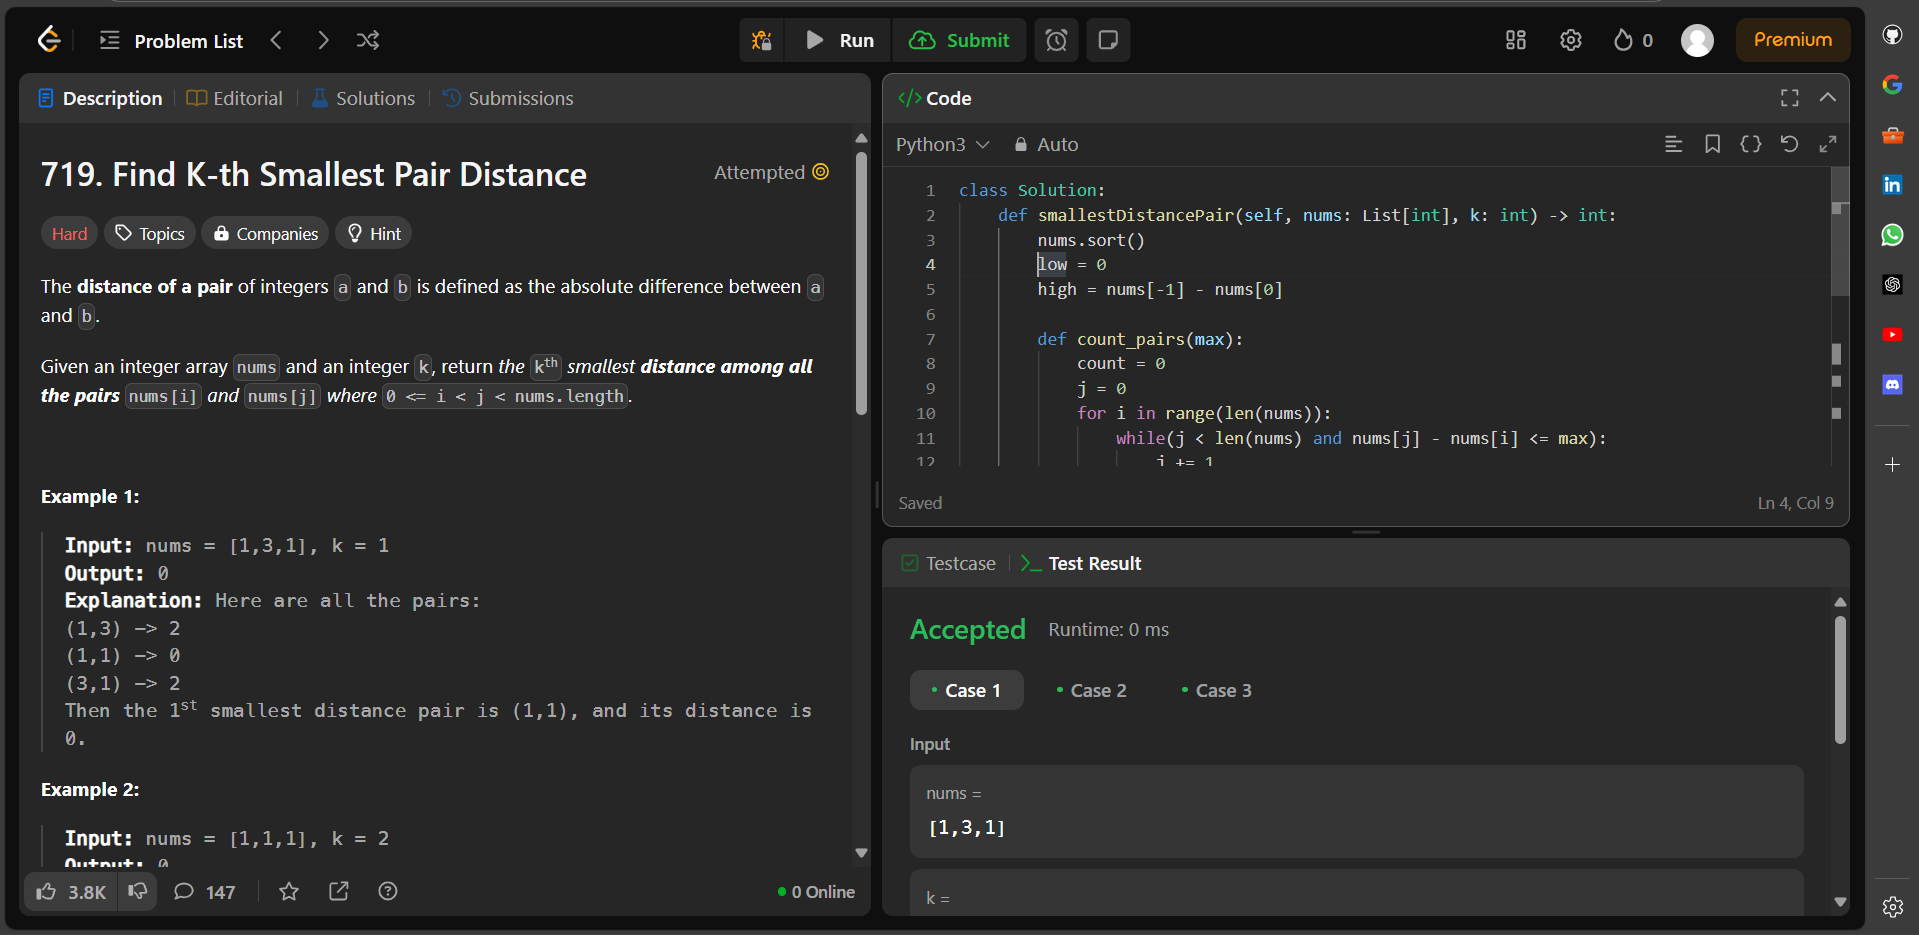 Problem List
Run
Submit
0
Premium
Description
Editorial
Solutions
Submissions
719. Find K-th Smallest Pair Distance
Attempted
Hard
Topics
Companies
Hint
The distance of a pair of integers a and b is defined as the absolute difference between a
and b.
Given an integer array nums and an integer k, return the kth smallest distance among all
the pairs nums[i] and nums[j] where 0 <= i < j < nums.length.
Example 1:
Input: nums = [1,3,1], k = 1
Output: 0
Explanation: Here are all the pairs:
(1,3) -> 2
(1,1) -> 0
(3,1) -> 2
Then the 1st smallest distance pair is (1,1), and its distance is
0.
Example 2:
Input: nums = [1,1,1], k = 2
Output: 0
3.8K
147
0 Online
</> Code
Python3
Auto
1 class Solution:
2 def smallestDistancePair(self, nums: List[int], k: int) -> int:
3 nums.sort()
4 low = 0
5 high = nums[-1] - nums[0]
6
7 def count_pairs(max):
8 count = 0
9 j = 0
10 for i in range(len(nums)):
11 while(j < len(nums) and nums[j] - nums[i] <= max):
12 j += 1
Saved
Ln 4, Col 9
Testcase
Test Result
Accepted
Runtime: 0 ms
Case 1
Case 2
Case 3
Input
nums =
[1,3,1]
k =